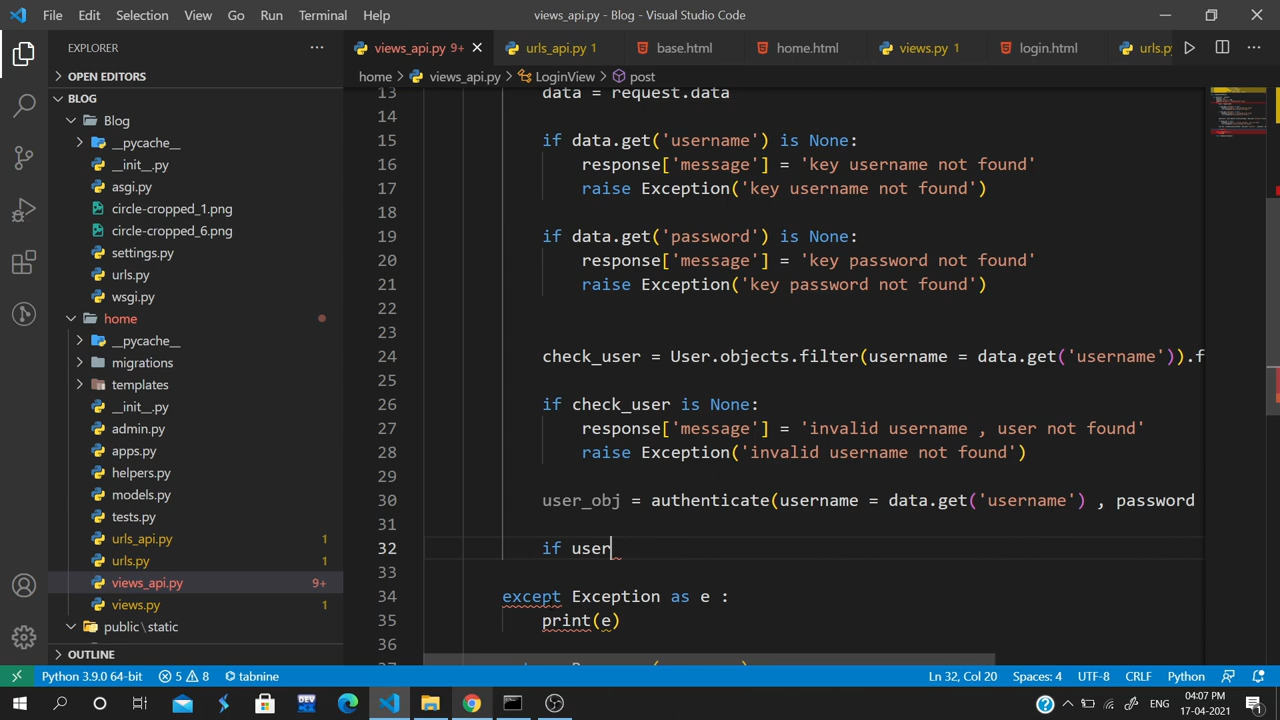 File Edit Selection View Go Run Terminal Help
views_api.py - Blog - Visual Studio Code
EXPLORER
views_api.py 9+
urls_api.py 1
base.html
home.html
views.py 1
login.html
urls.py
OPEN EDITORS
home > views_api.py > LoginView > post
BLOG
Blog
__pycache__
__init__.py
asgi.py
circle-cropped_1.png
circle-cropped_6.png
settings.py
urls.py
wsgi.py
home
__pycache__
migrations
templates
__init__.py
admin.py
apps.py
helpers.py
models.py
tests.py
urls_api.py 1
urls.py 1
views_api.py 9+
views.py 1
public\static
OUTLINE
13 data = request.data
14
15 if data.get('username') is None:
16 response['message'] = 'key username not found'
17 raise Exception('key username not found')
18
19 if data.get('password') is None:
20 response['message'] = 'key password not found'
21 raise Exception('key password not found')
22
23
24 check_user = User.objects.filter(username = data.get('username')).f
25
26 if check_user is None:
27 response['message'] = 'invalid username , user not found'
28 raise Exception('invalid username not found')
29
30 user_obj = authenticate(username = data.get('username') , password
31
32 if user
33
34 except Exception as e :
35 print(e)
36
Python 3.9.0 64-bit 5 8 tabnine
Ln 32, Col 20 Spaces: 4 UTF-8 CRLF Python
DEV
ENG
04:07 PM
17-04-2021